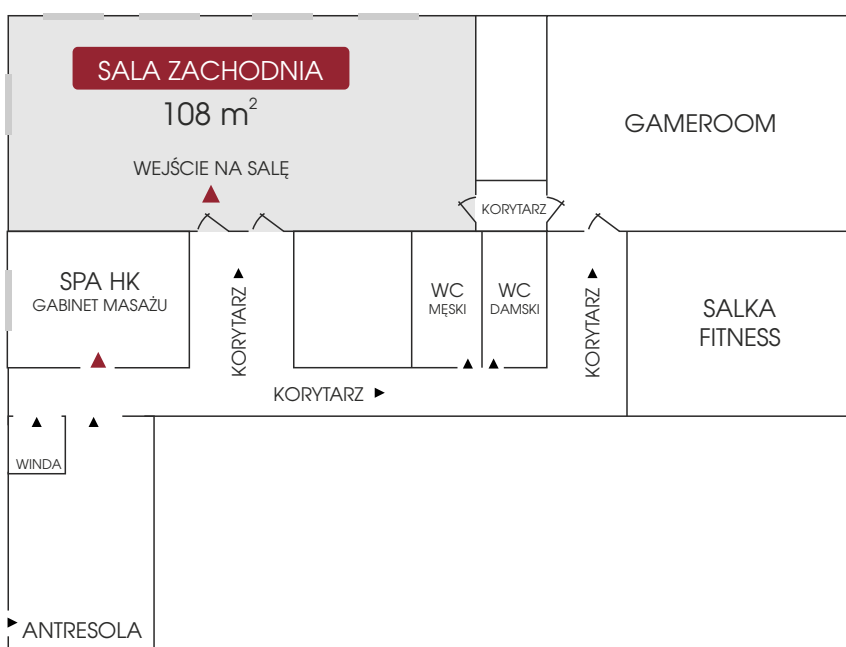 SALA ZACHODNIA
108 m²
WEJŚCIE NA SALĘ
GAMEROOM
KORYTARZ
SPA HK
GABINET MASAŻU
KORYTARZ
WC
MĘSKI
WC
DAMSKI
KORYTARZ
SALKA
FITNESS
KORYTARZ
WINDA
ANTRESOLA